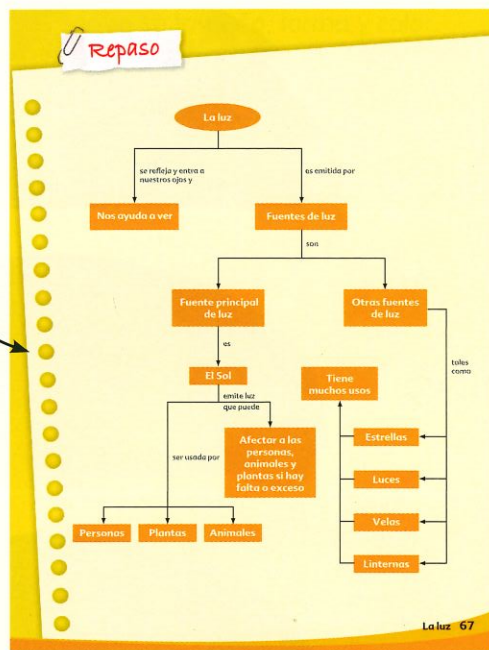 Repaso
La luz
se refleja y entra a
nuestros ojos y
es emitida por
Nos ayuda a ver
Fuentes de luz
son
Fuente principal
de luz
Otras fuentes
de luz
es
tales
como
El Sol
Tiene
muchos usos
emite luz
que puede
ser usada por
Afectar a las
personas,
animales y
plantas si hay
falta o exceso
Estrellas
Luces
Velas
Linternas
Personas
Plantas
Animales
La luz 67